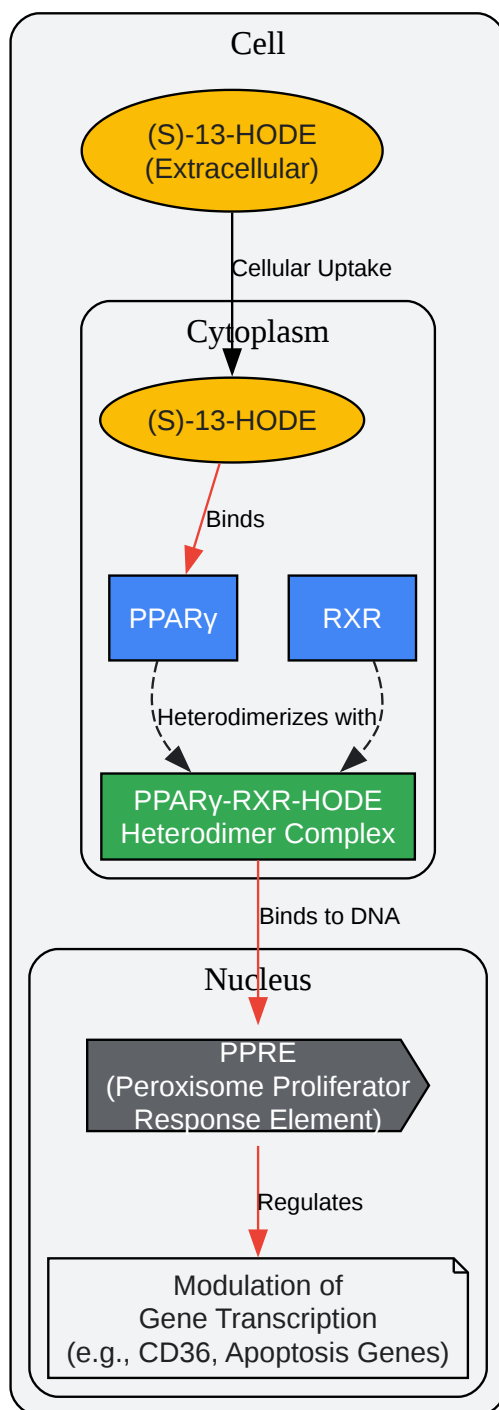 Cell
(S)-13-HODE
(Extracellular)
Cellular Uptake
Cytoplasm
(S)-13-HODE
Binds
PPARγ
RXR
Heterodimerizes with
PPARγ-RXR-HODE
Heterodimer Complex
Binds to DNA
Nucleus
PPRE
(Peroxisome Proliferator
Response Element)
Regulates
Modulation of
Gene Transcription
(e.g., CD36, Apoptosis Genes)